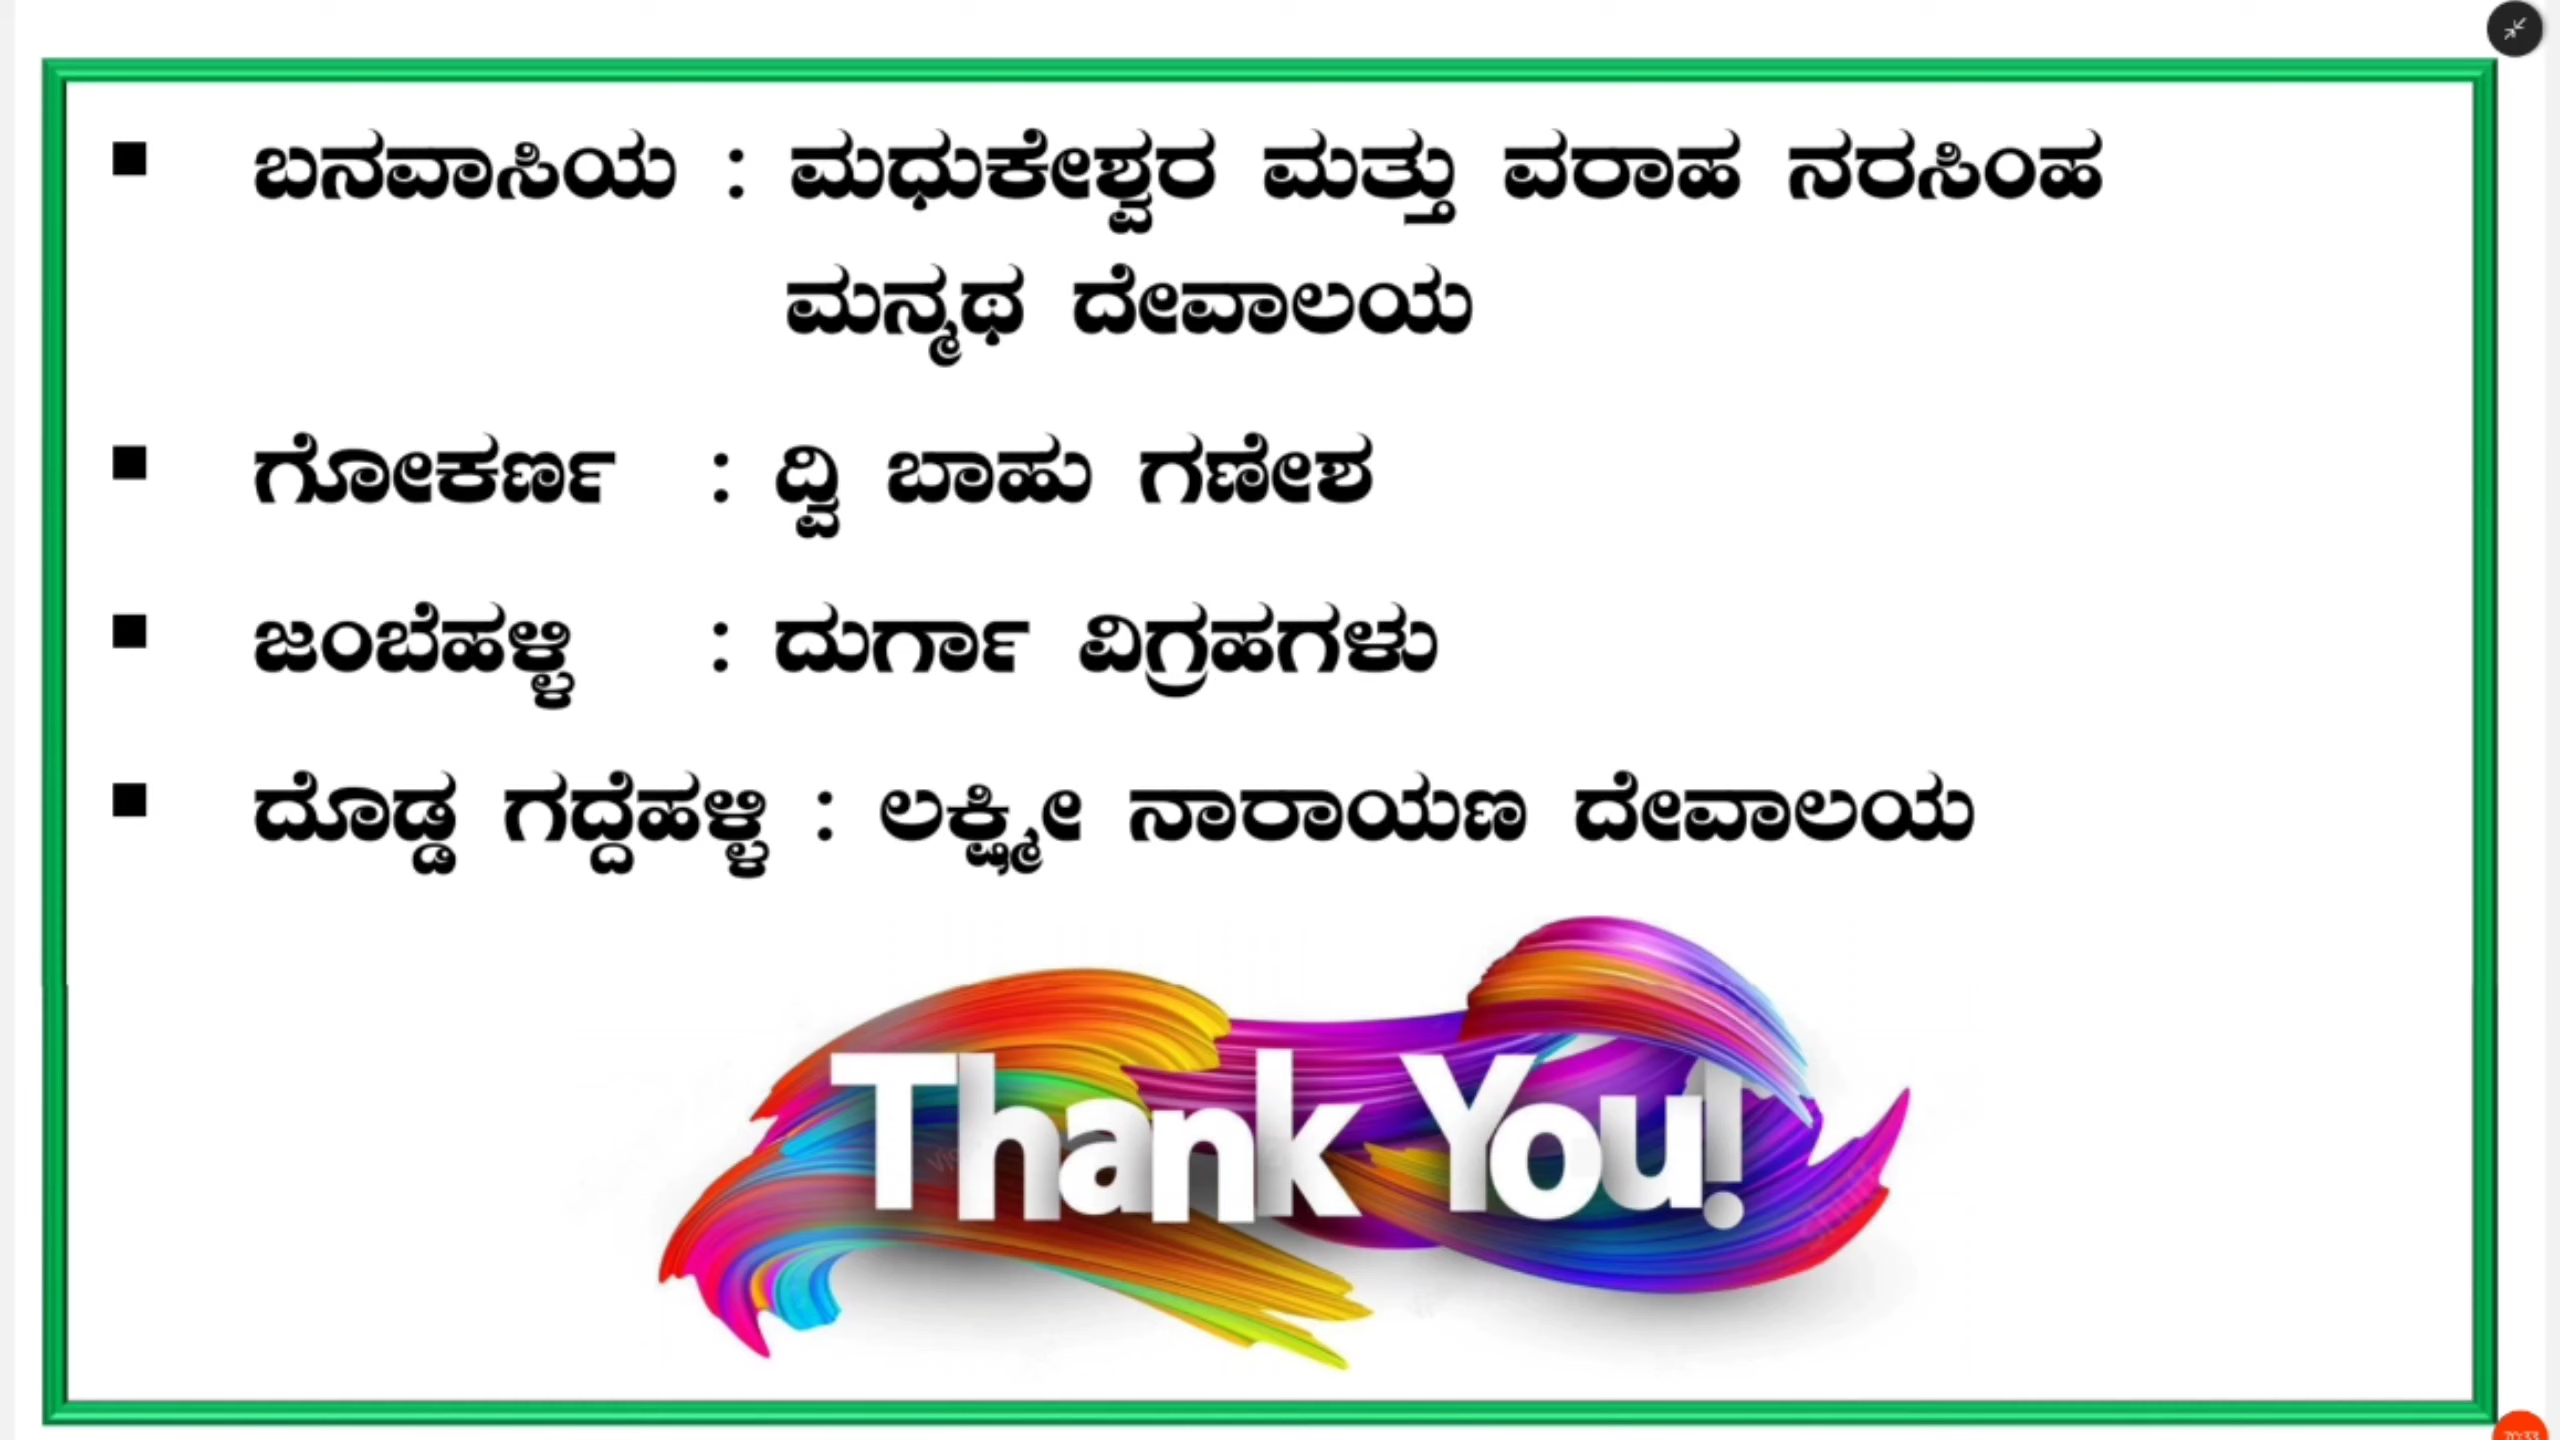 ▪ ಬನವಾಸಿಯ : ಮಧುಕೇಶ್ವರ ಮತ್ತು ವರಾಹ ನರಸಿಂಹ
ಮನ್ಮಥ ದೇವಾಲಯ
▪ ಗೋಕರ್ಣ : ದ್ವಿ ಬಾಹು ಗಣೇಶ
▪ ಜಂಬೆಹಳ್ಳಿ : ದುರ್ಗಾ ವಿಗ್ರಹಗಳು
▪ ದೊಡ್ಡ ಗದ್ದೆಹಳ್ಳಿ : ಲಕ್ಷ್ಮೀ ನಾರಾಯಣ ದೇವಾಲಯ
Thank You!